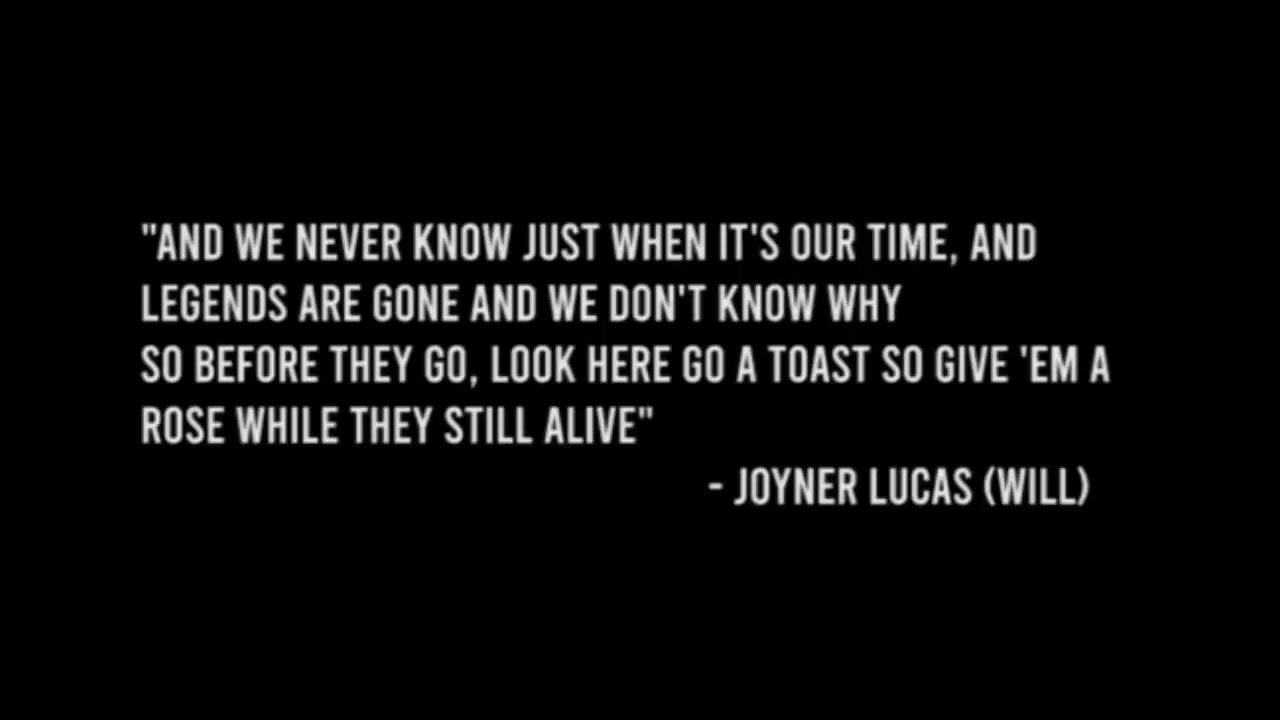 "AND WE NEVER KNOW JUST WHEN IT'S OUR TIME, AND
LEGENDS ARE GONE AND WE DON'T KNOW WHY
SO BEFORE THEY GO, LOOK HERE GO A TOAST SO GIVE 'EM A
ROSE WHILE THEY STILL ALIVE"
- JOYNER LUCAS (WILL)